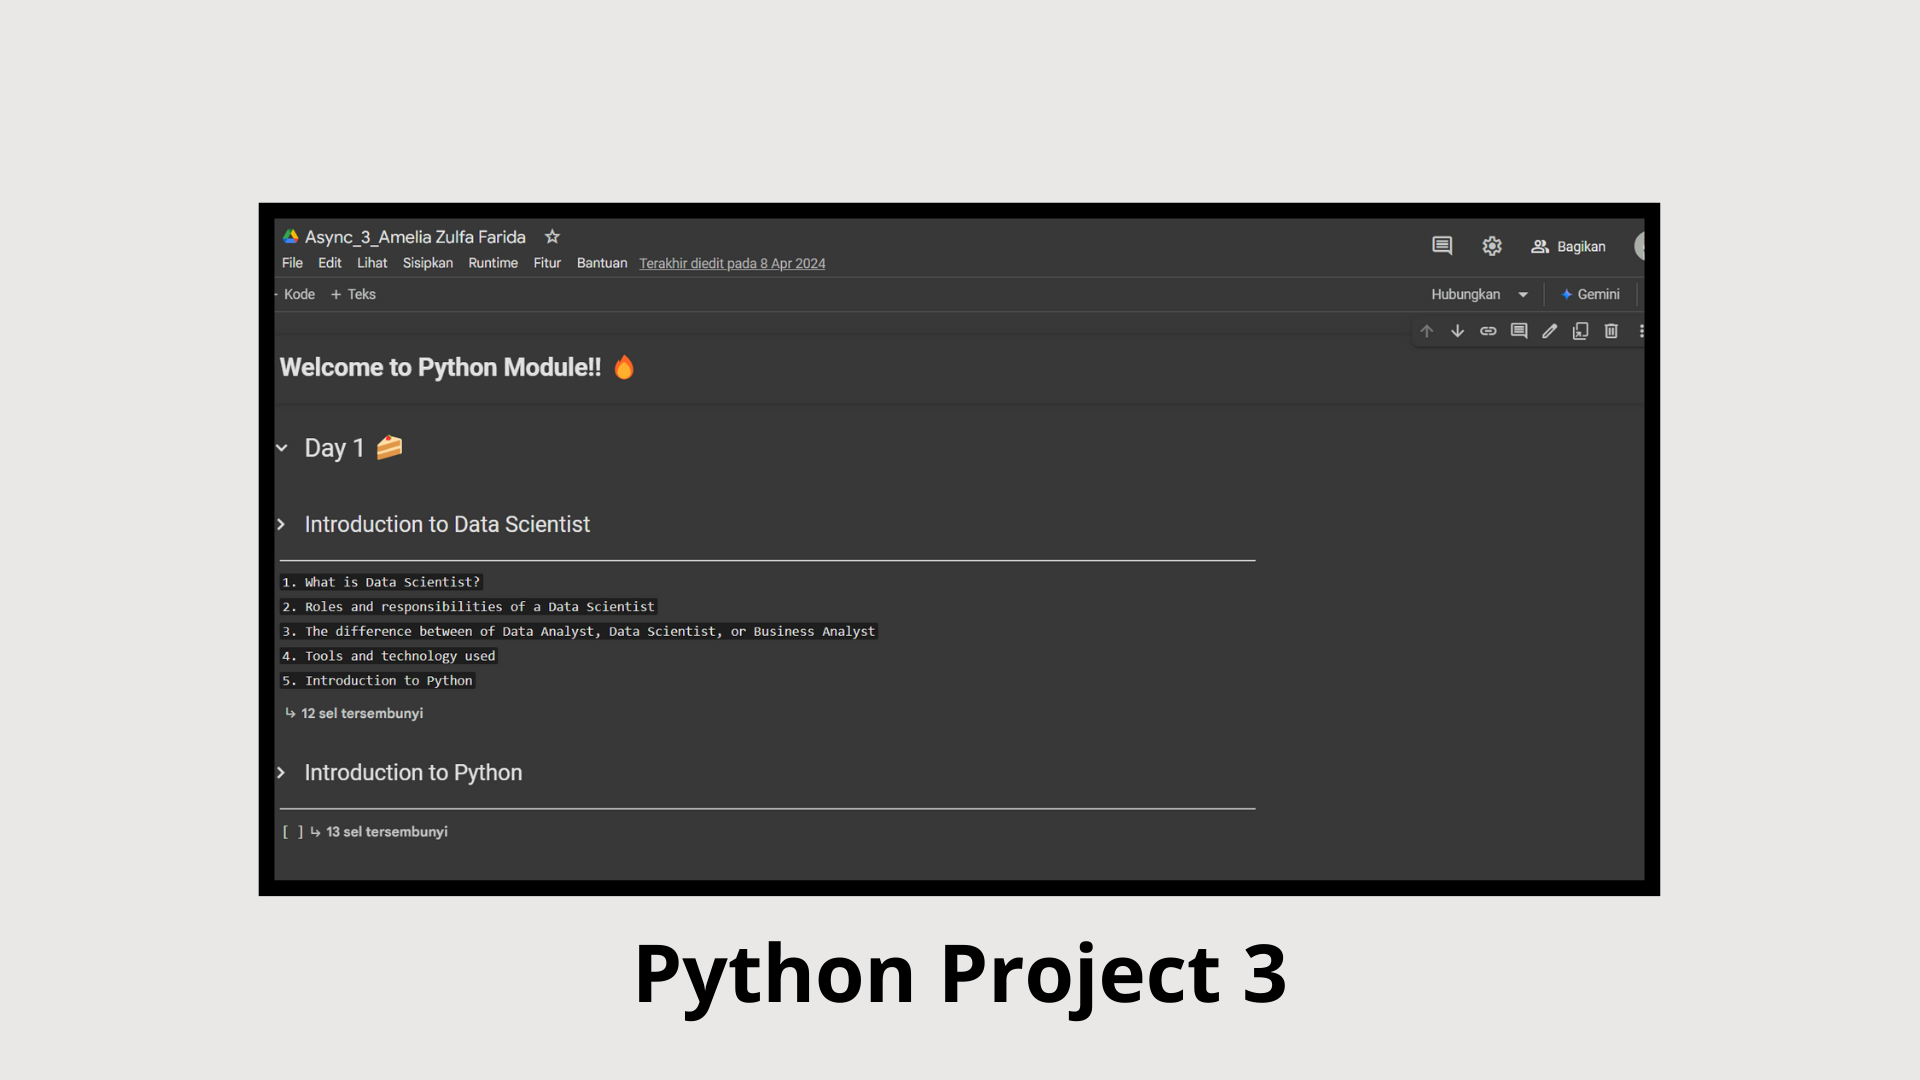 Async_3_Amelia Zulfa Farida
File Edit Lihat Sisipkan Runtime Fitur Bantuan Terakhir diedit pada 8 Apr 2024
Bagikan
Kode + Teks
Hubungkan Gemini
Welcome to Python Module!! 🔥
Day 1 🍰
Introduction to Data Scientist
1. What is Data Scientist?
2. Roles and responsibilities of a Data Scientist
3. The difference between of Data Analyst, Data Scientist, or Business Analyst
4. Tools and technology used
5. Introduction to Python
↳ 12 sel tersembunyi
Introduction to Python
[ ] ↳ 13 sel tersembunyi
Python Project 3